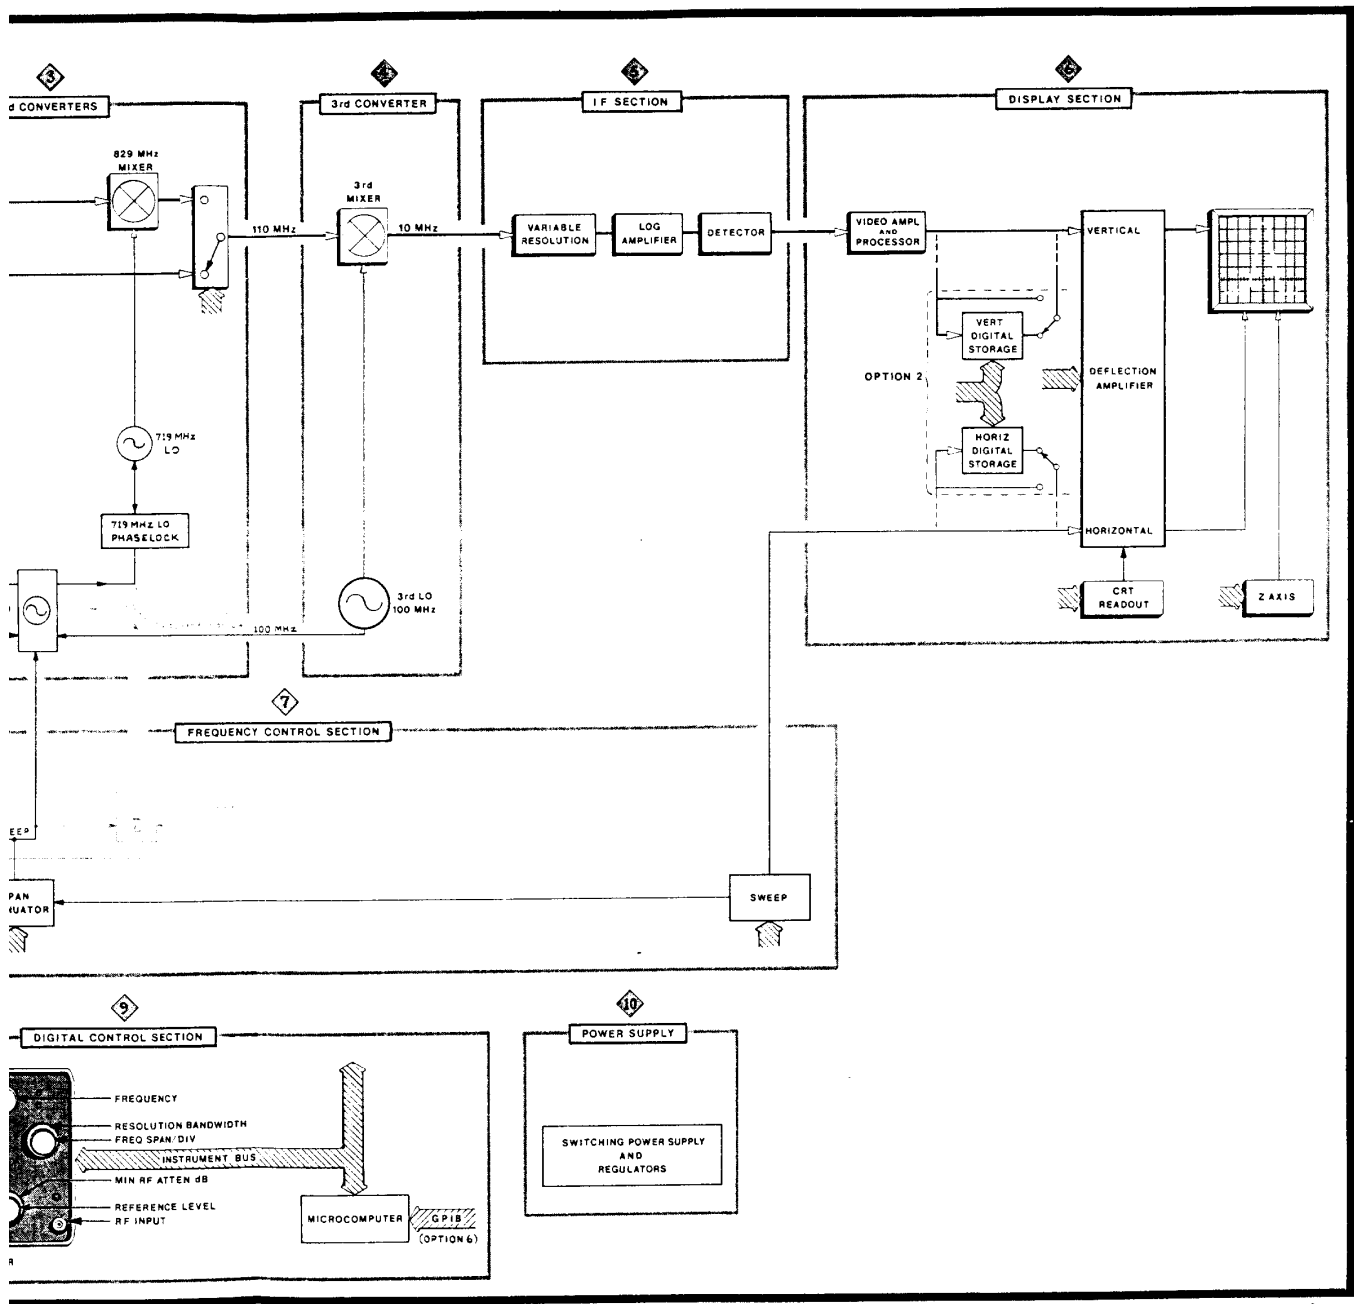 3
4
5
6
d CONVERTERS
3rd CONVERTER
IF SECTION
DISPLAY SECTION
829 MHz
MIXER
3rd
MIXER
110 MHz
10 MHz
VARIABLE
RESOLUTION
LOG
AMPLIFIER
DETECTOR
VIDEO AMPL
AND
PROCESSOR
VERTICAL
VERT
DIGITAL
STORAGE
OPTION 2
DEFLECTION
AMPLIFIER
HORIZ
DIGITAL
STORAGE
719 MHz
LO
719 MHz LO
PHASELOCK
HORIZONTAL
3rd LO
100 MHz
100 MHz
CRT
READOUT
Z AXIS
7
FREQUENCY CONTROL SECTION
EEP
PAN
NUATOR
SWEEP
9
10
DIGITAL CONTROL SECTION
POWER SUPPLY
FREQUENCY
RESOLUTION BANDWIDTH
FREQ SPAN/DIV
INSTRUMENT BUS
MIN RF ATTEN dB
REFERENCE LEVEL
RF INPUT
MICROCOMPUTER
GPIB
(OPTION 6)
SWITCHING POWER SUPPLY
AND
REGULATORS
R